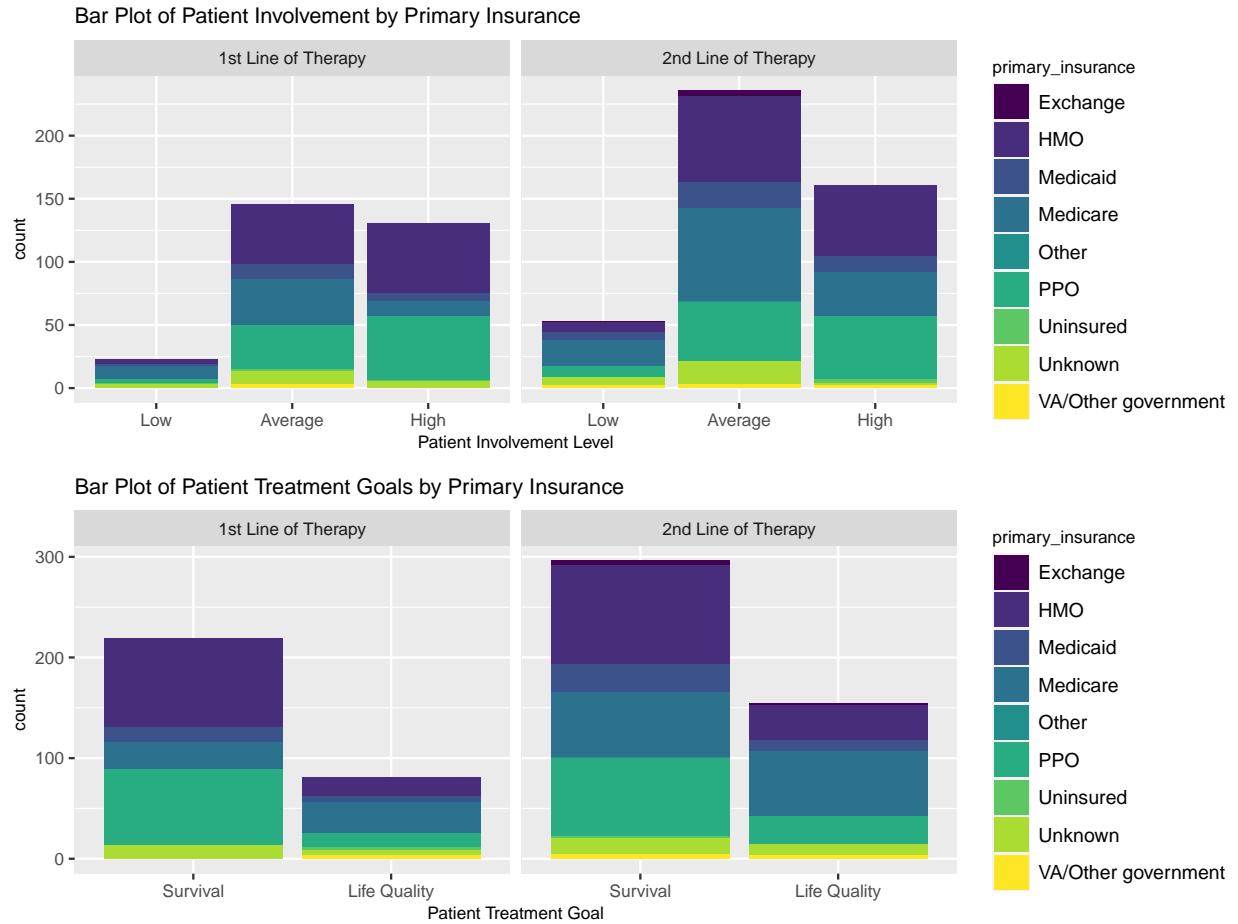 Bar Plot of Patient Involvement by Primary Insurance
1st Line of Therapy
2nd Line of Therapy
count
200
150
100
50
0
Low
Average
High
Low
Average
High
Patient Involvement Level
primary_insurance
Exchange
HMO
Medicaid
Medicare
Other
PPO
Uninsured
Unknown
VA/Other government
Bar Plot of Patient Treatment Goals by Primary Insurance
1st Line of Therapy
2nd Line of Therapy
count
300
200
100
0
Survival
Life Quality
Survival
Life Quality
Patient Treatment Goal
primary_insurance
Exchange
HMO
Medicaid
Medicare
Other
PPO
Uninsured
Unknown
VA/Other government